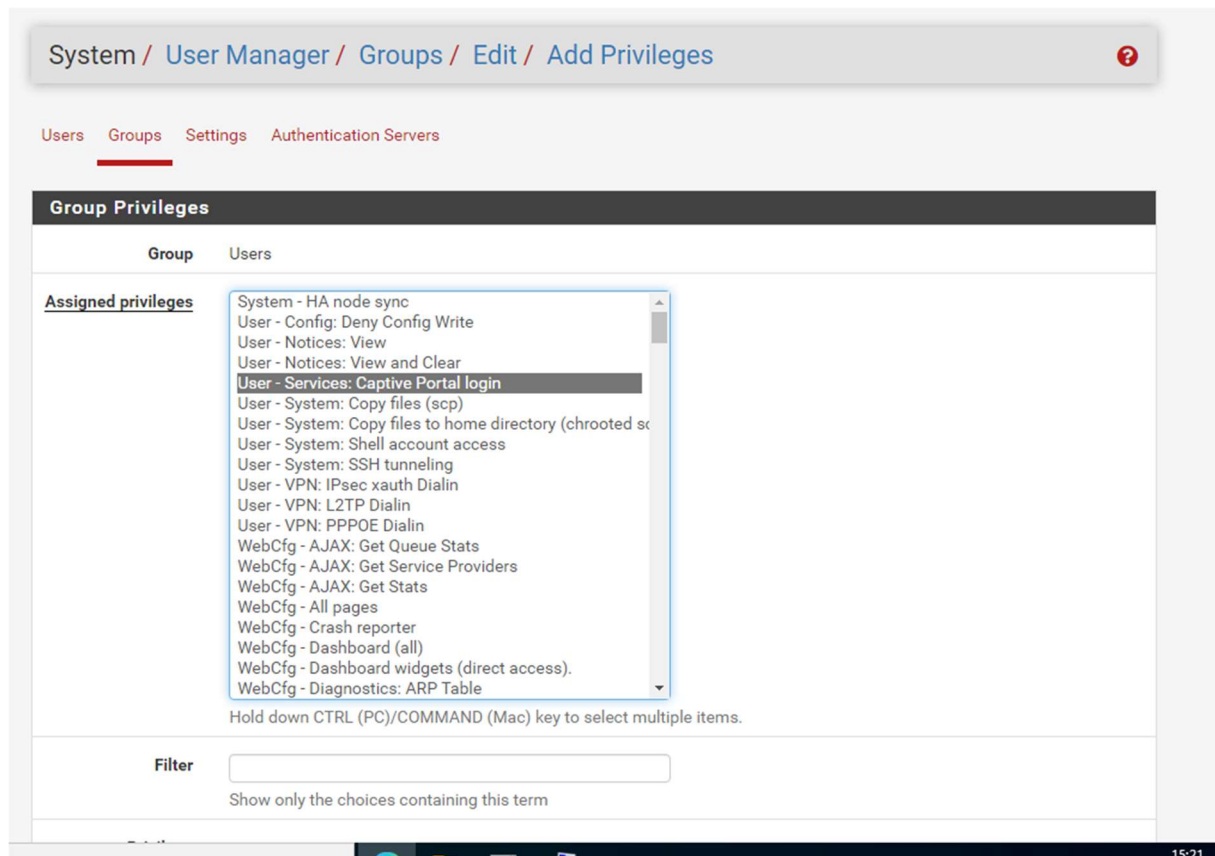 System / User Manager / Groups / Edit / Add Privileges
Users Groups Settings Authentication Servers
Group Privileges
Group Users
Assigned privileges
System - HA node sync
User - Config: Deny Config Write
User - Notices: View
User - Notices: View and Clear
User - Services: Captive Portal login
User - System: Copy files (scp)
User - System: Copy files to home directory (chrooted
User - System: Shell account access
User - System: SSH tunneling
User - VPN: IPsec xauth Dialin
User - VPN: L2TP Dialin
User - VPN: PPPOE Dialin
WebCfg - AJAX: Get Queue Stats
WebCfg - AJAX: Get Service Providers
WebCfg - AJAX: Get Stats
WebCfg - All pages
WebCfg - Crash reporter
WebCfg - Dashboard (all)
WebCfg - Dashboard widgets (direct access).
WebCfg - Diagnostics: ARP Table
Hold down CTRL (PC)/COMMAND (Mac) key to select multiple items.
Filter
Show only the choices containing this term
15:21